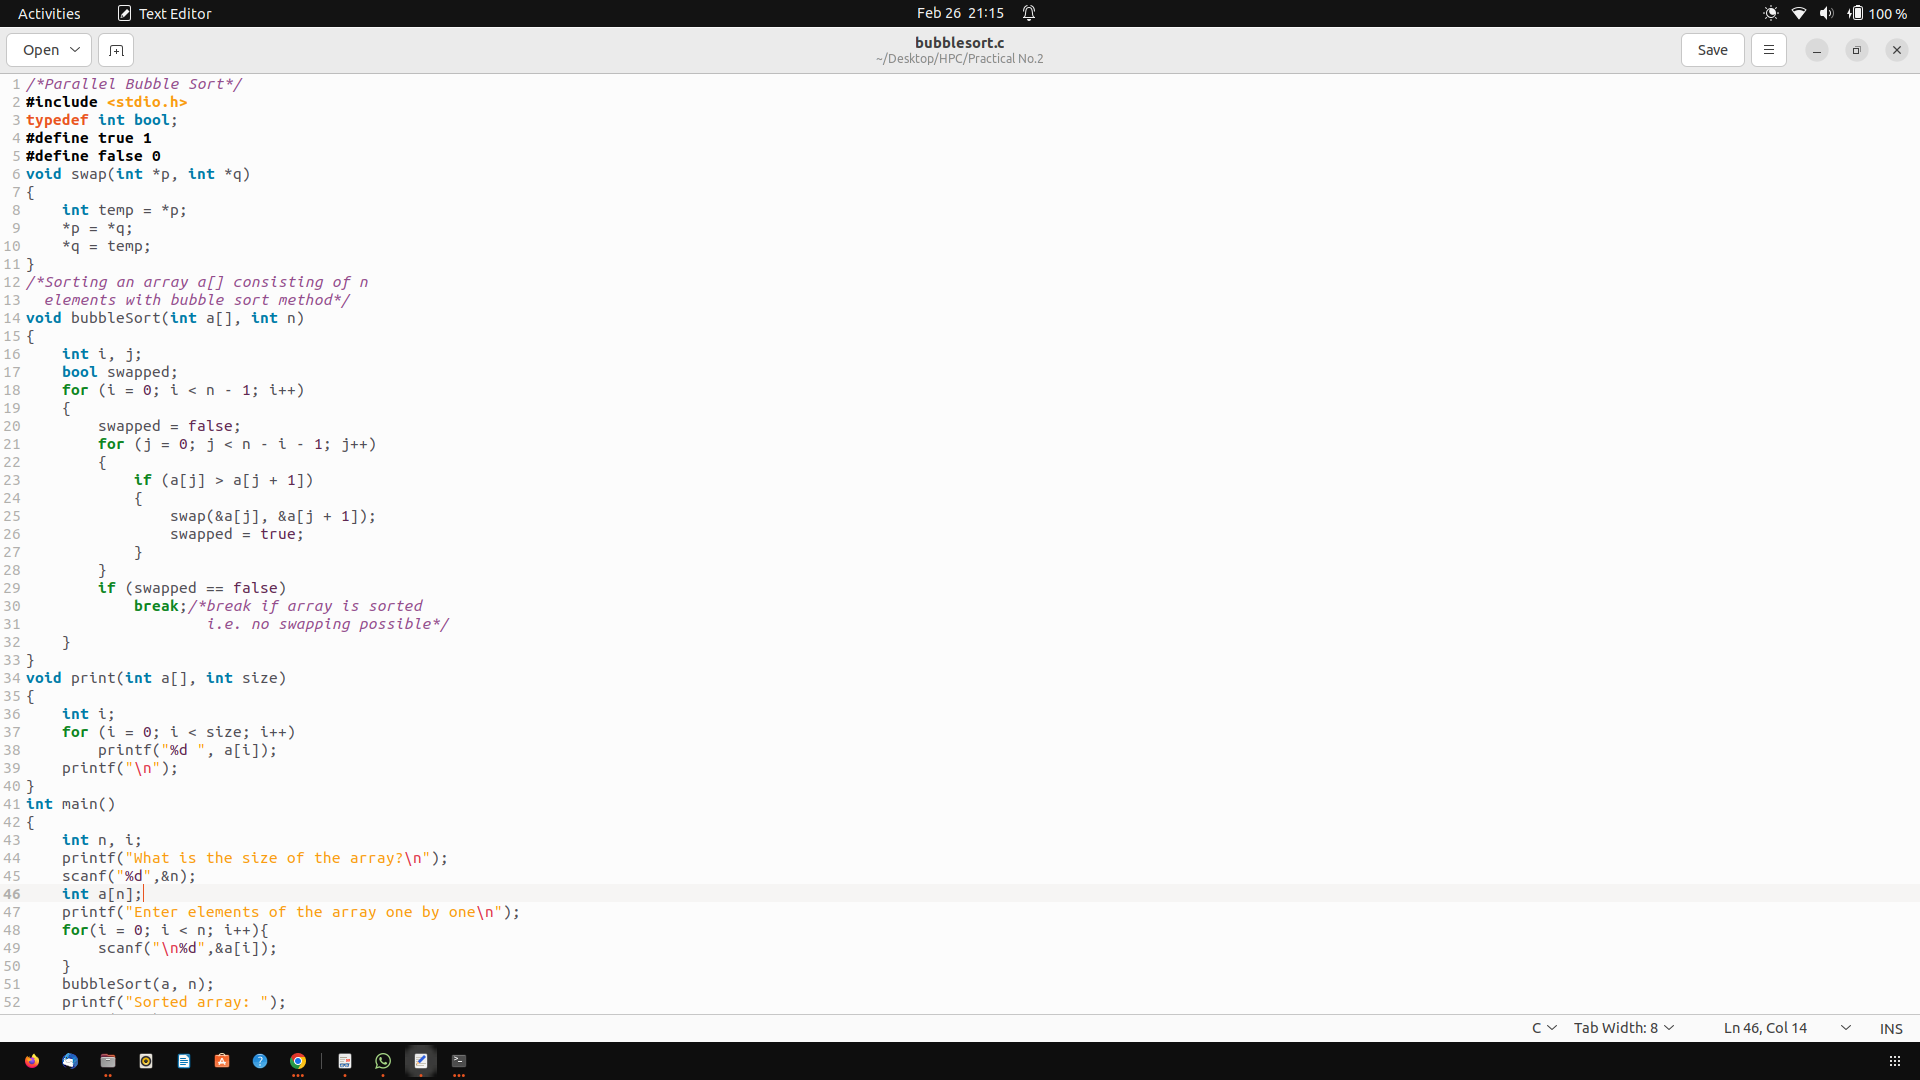 Activities Text Editor Feb 26 21:15 100 %
Open bubblesort.c Save
~/Desktop/HPC/Practical No.2
1 /*Parallel Bubble Sort*/
2 #include <stdio.h>
3 typedef int bool;
4 #define true 1
5 #define false 0
6 void swap(int *p, int *q)
7 {
8     int temp = *p;
9     *p = *q;
10     *q = temp;
11 }
12 /*Sorting an array a[] consisting of n
13   elements with bubble sort method*/
14 void bubbleSort(int a[], int n)
15 {
16     int i, j;
17     bool swapped;
18     for (i = 0; i < n - 1; i++)
19     {
20         swapped = false;
21         for (j = 0; j < n - i - 1; j++)
22         {
23             if (a[j] > a[j + 1])
24             {
25                 swap(&a[j], &a[j + 1]);
26                 swapped = true;
27             }
28         }
29         if (swapped == false)
30             break;/*break if array is sorted
31                     i.e. no swapping possible*/
32     }
33 }
34 void print(int a[], int size)
35 {
36     int i;
37     for (i = 0; i < size; i++)
38         printf("%d ", a[i]);
39     printf("\n");
40 }
41 int main()
42 {
43     int n, i;
44     printf("What is the size of the array?\n");
45     scanf("%d",&n);
46     int a[n];
47     printf("Enter elements of the array one by one\n");
48     for(i = 0; i < n; i++){
49         scanf("\n%d",&a[i]);
50     }
51     bubbleSort(a, n);
52     printf("Sorted array: ");
C Tab Width: 8 Ln 46, Col 14 INS